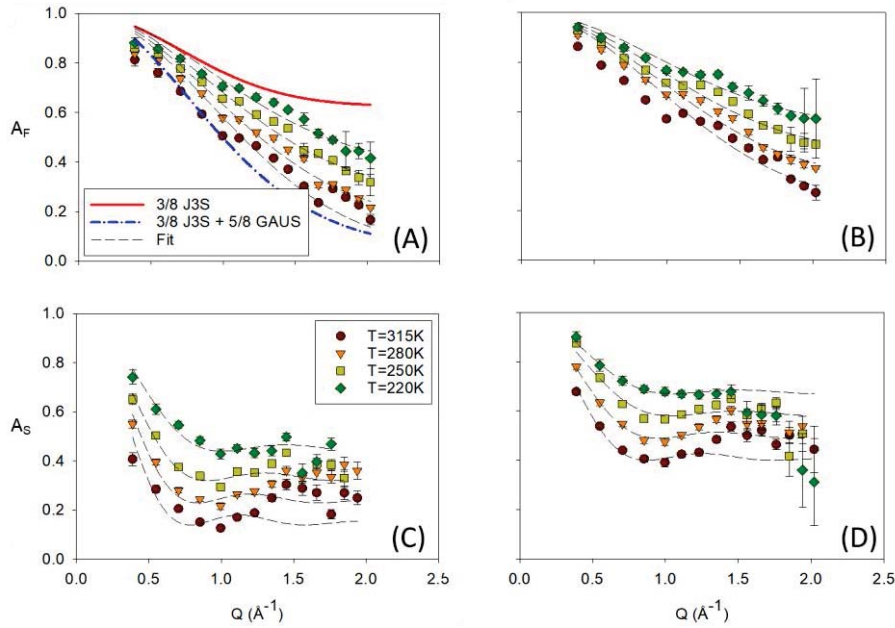 1.0
0.8
A_F 0.6
0.4
0.2
0.0
3/8 J3S
3/8 J3S + 5/8 GAUS
Fit
(A)
(B)
1.0
0.8
A_S 0.6
0.4
0.2
0.0
T=315K
T=280K
T=250K
T=220K
(C)
(D)
0.0 0.5 1.0 1.5 2.0 2.5
0.0 0.5 1.0 1.5 2.0 2.5
Q (Å⁻¹)
Q (Å⁻¹)